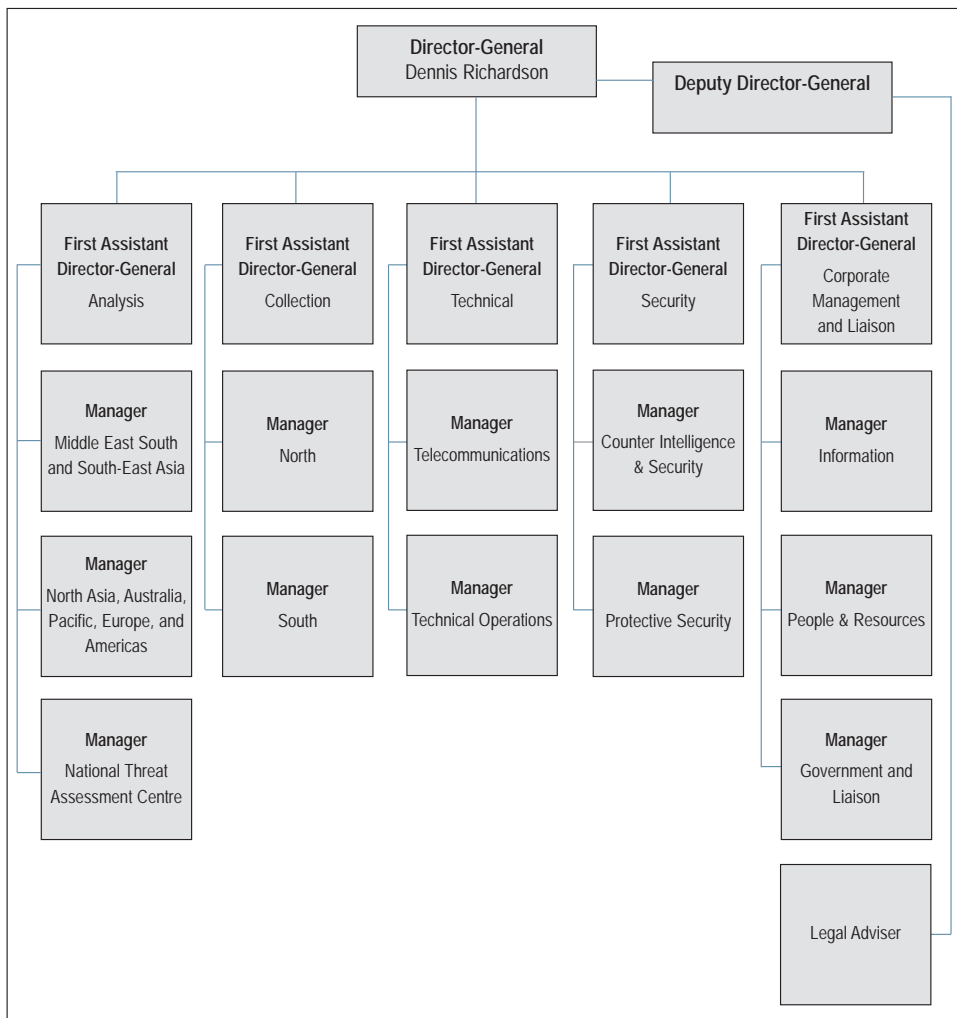 Director-General
Dennis Richardson
Deputy Director-General
First Assistant
Director-General
Analysis
First Assistant
Director-General
Collection
First Assistant
Director-General
Technical
First Assistant
Director-General
Security
First Assistant
Director-General
Corporate
Management
and Liaison
Manager
Middle East South
and South-East Asia
Manager
North
Manager
Telecommunications
Manager
Counter Intelligence
& Security
Manager
Information
Manager
North Asia, Australia,
Pacific, Europe, and
Americas
Manager
South
Manager
Technical Operations
Manager
Protective Security
Manager
People & Resources
Manager
National Threat
Assessment Centre
Manager
Government and
Liaison
Legal Adviser